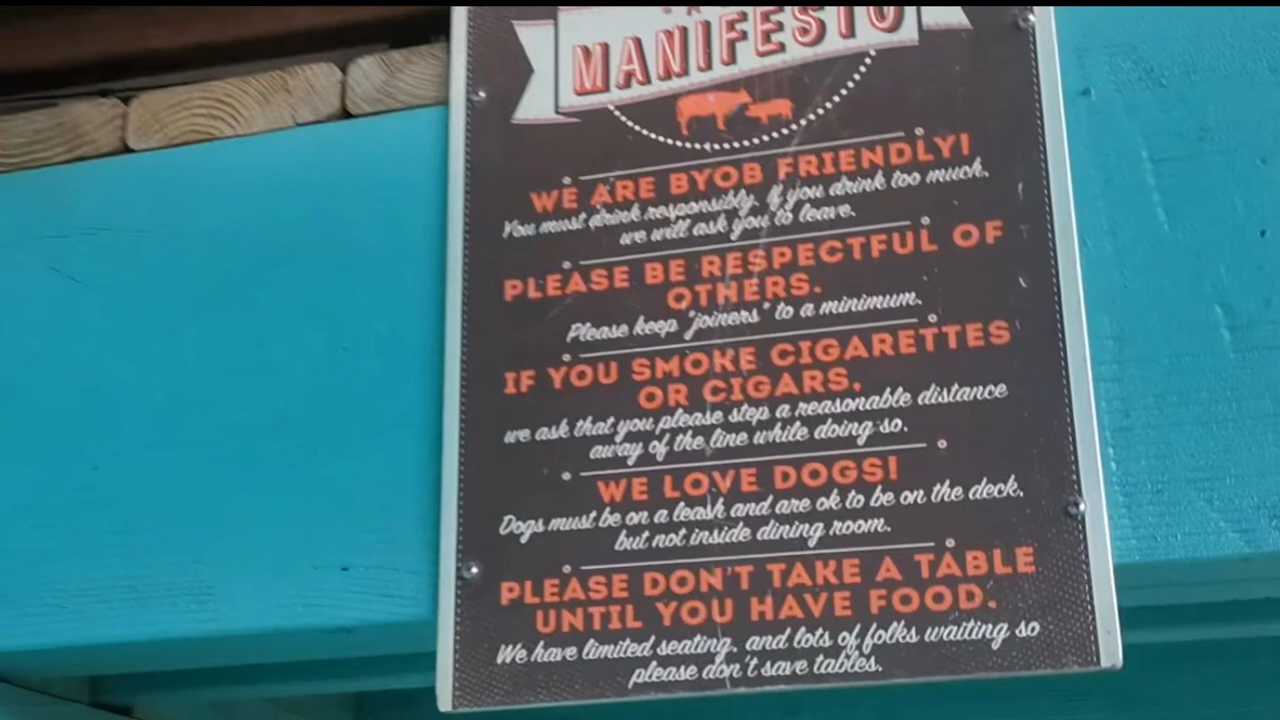 MANIFESTO
WE ARE BYOB FRIENDLY!
You must drink responsibly. If you drink too much,
we will ask you to leave.
PLEASE BE RESPECTFUL OF
OTHERS.
Please keep "joiners" to a minimum.
IF YOU SMOKE CIGARETTES
OR CIGARS,
we ask that you please step a reasonable distance
away of the line while doing so.
WE LOVE DOGS!
Dogs must be on a leash and are ok to be on the deck,
but not inside dining room.
PLEASE DON'T TAKE A TABLE
UNTIL YOU HAVE FOOD.
We have limited seating, and lots of folks waiting so
please don't save tables.